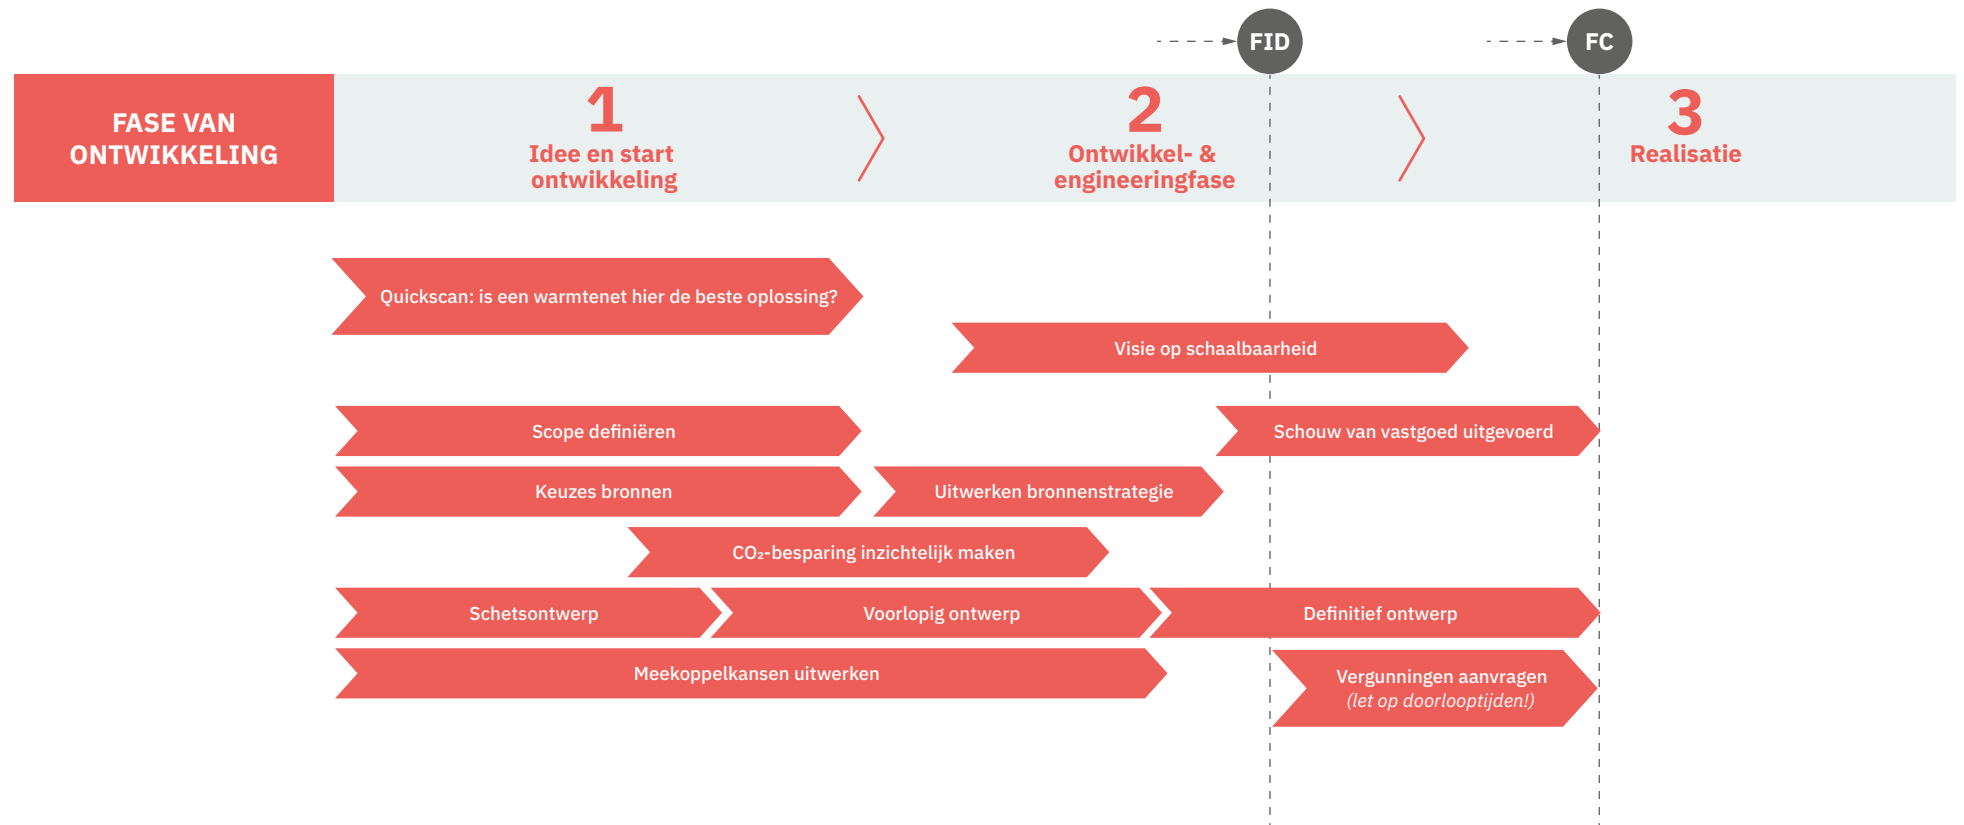 FID
FC
FASE VAN
ONTWIKKELING
1
Idee en start
ontwikkeling
2
Ontwikkel- &
engineeringfase
3
Realisatie
Quickscan: is een warmtenet hier de beste oplossing?
Visie op schaalbaarheid
Scope definiëren
Schouw van vastgoed uitgevoerd
Keuzes bronnen
Uitwerken bronnenstrategie
CO₂-besparing inzichtelijk maken
Schetsontwerp
Voorlopig ontwerp
Definitief ontwerp
Meekoppelkansen uitwerken
Vergunningen aanvragen
(let op doorlooptijden!)